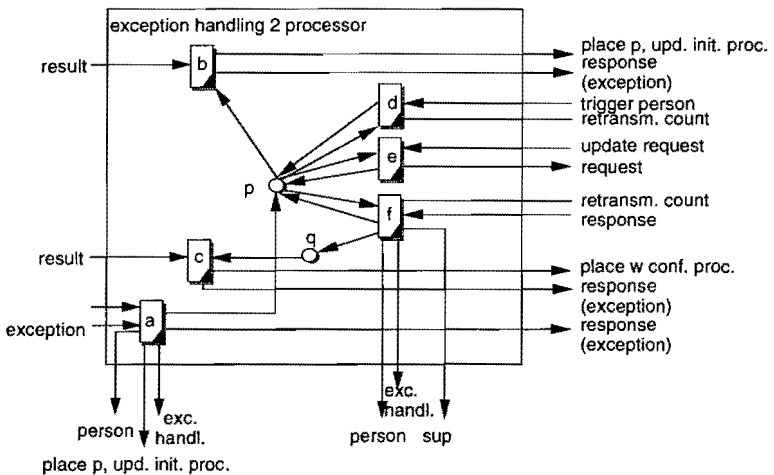 exception handling 2 processor
result
b
place p, upd. init. proc.
response
(exception)
d
trigger person
retransm. count
e
update request
request
p
f
retransm. count
response
q
result
c
place w conf. proc.
response
(exception)
exception
a
response
(exception)
person
exc.
handl.
place p, upd. init. proc.
exc.
handl.
person
sup